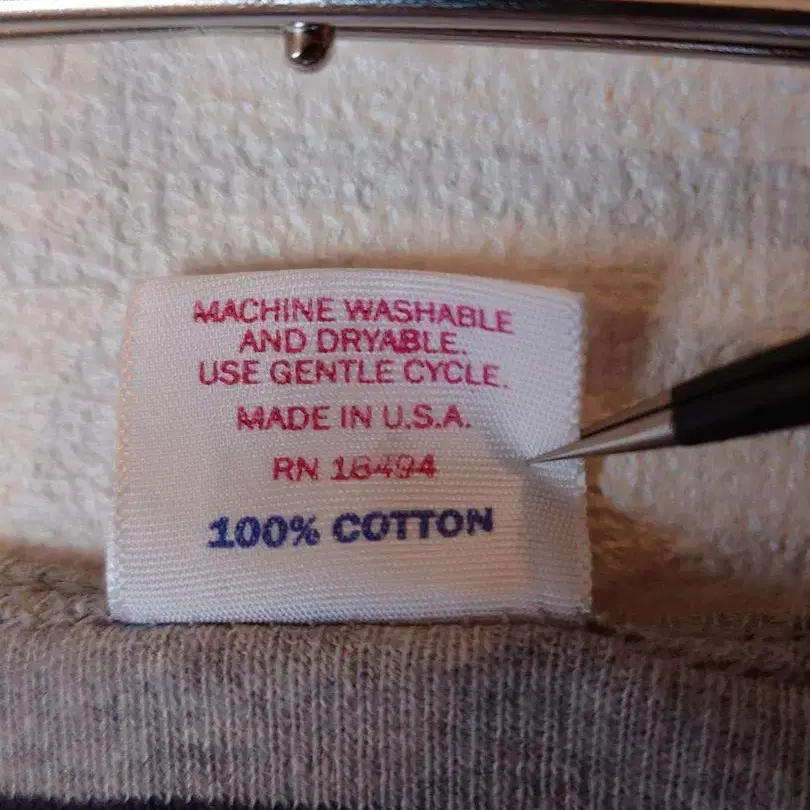 MACHINE WASHABLE
AND DRYABLE.
USE GENTLE CYCLE.
MADE IN U.S.A.
RN 18494
100% COTTON